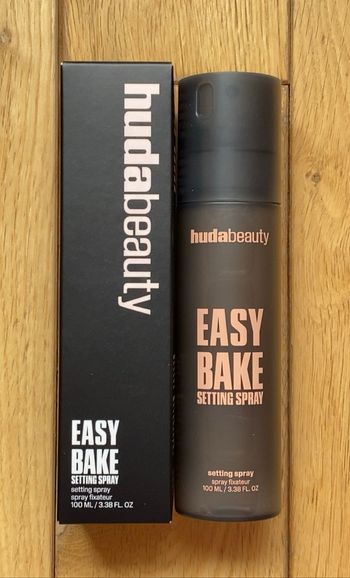 hudabeauty
EASY
BAKE
SETTING SPRAY
setting spray
spray fixateur
100 ML / 3.38 FL. OZ
hudabeauty
EASY
BAKE
SETTING SPRAY
setting spray
spray fixateur
100 ML / 3.38 FL. OZ